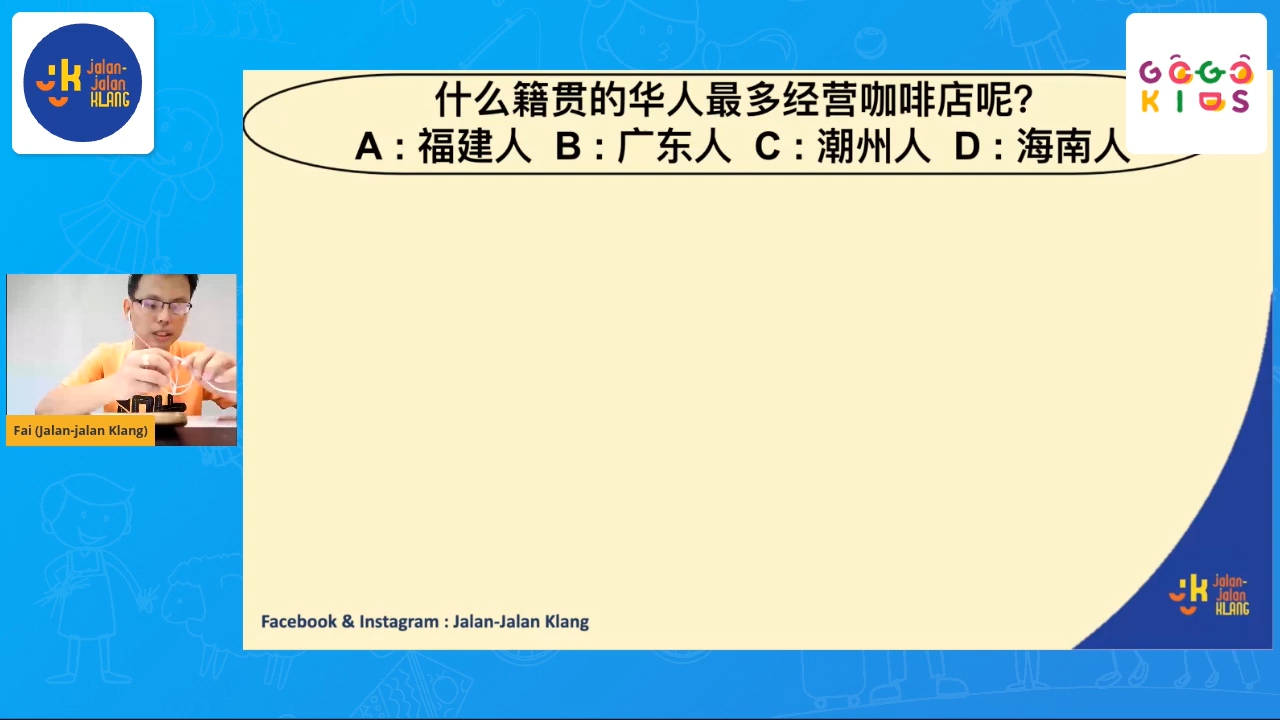 jalan-
jalan
KLANG
GOGO
KIDS
什么籍贯的华人最多经营咖啡店呢?
A : 福建人 B : 广东人 C : 潮州人 D : 海南人
Fai (Jalan-jalan Klang)
Facebook & Instagram : Jalan-Jalan Klang
jalan-
jalan
KLANG